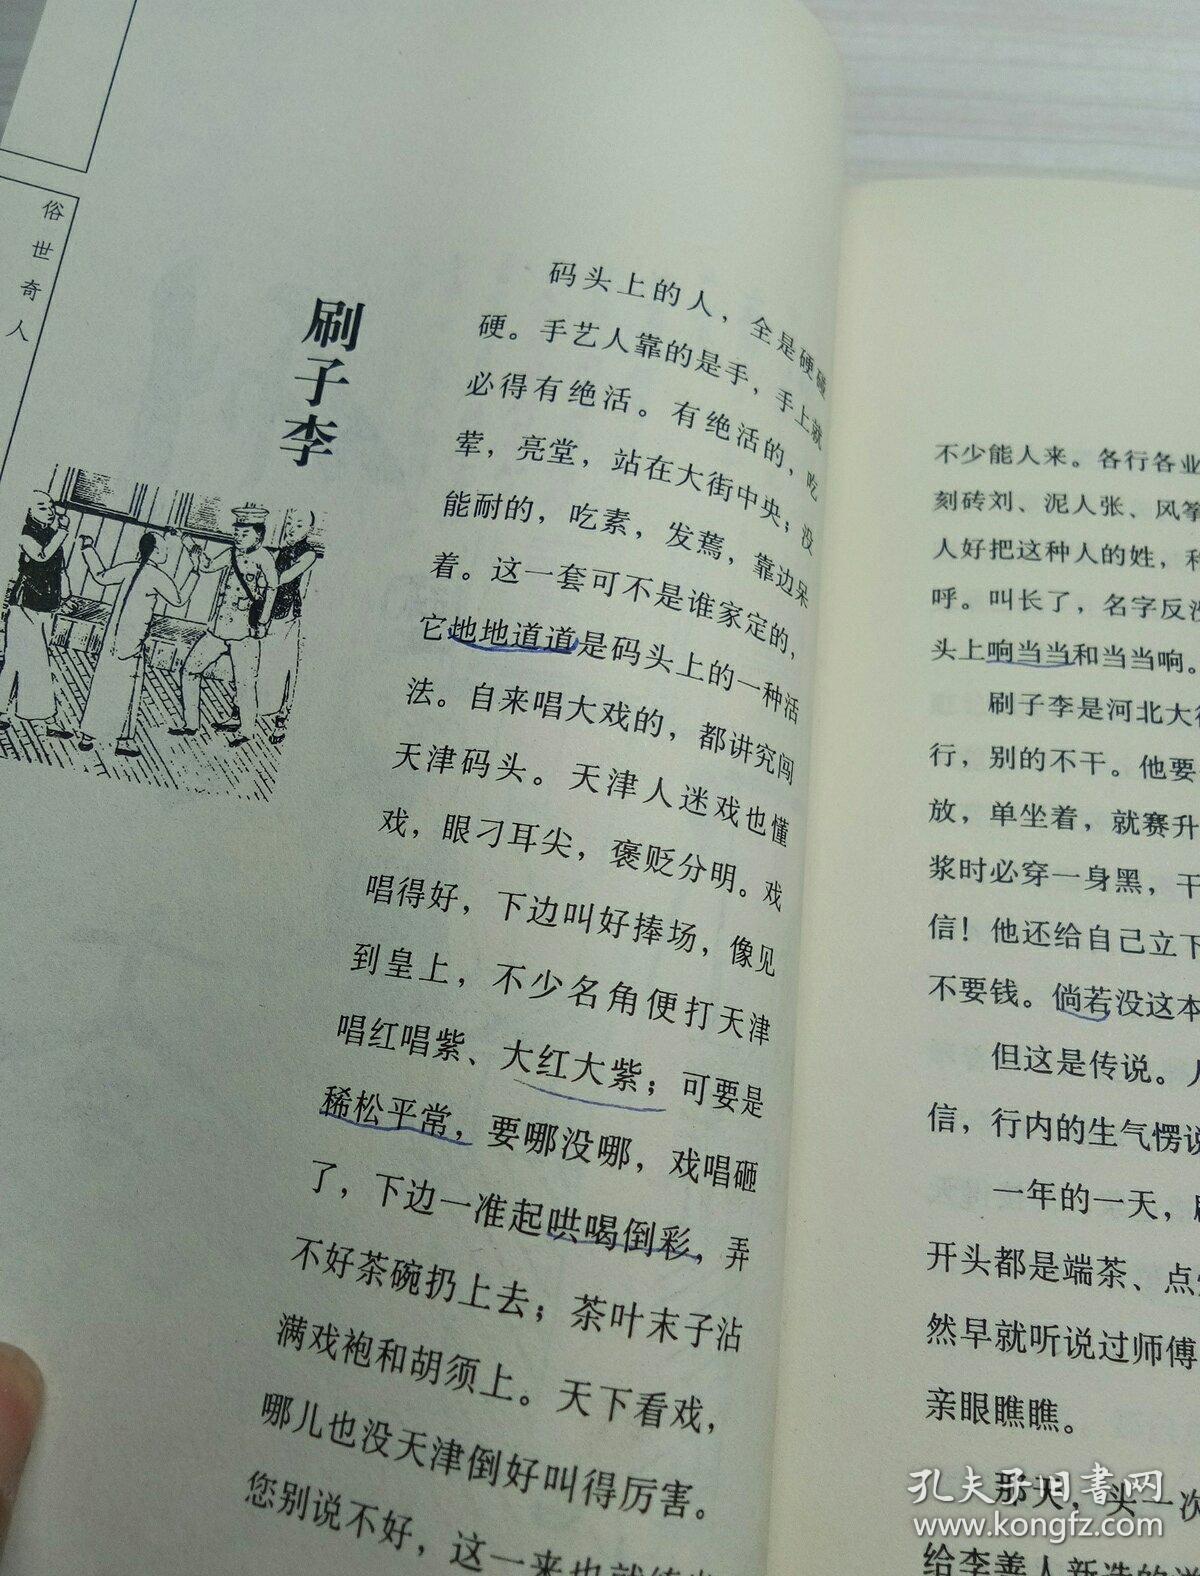 俗世奇人
刷子李
码头上的人，全是硬碰
硬。手艺人靠的是手，手上就
必得有绝活。有绝活的，吃
荤，亮堂，站在大街中央；没
能耐的，吃素，发蔫，靠边呆
着。这一套可不是谁家定的，
它地地道道是码头上的一种活
法。自来唱大戏的，都讲究闯
天津码头。天津人迷戏也懂
戏，眼刁耳尖，褒贬分明。戏
唱得好，下边叫好捧场，像见
到皇上，不少名角便打天津
唱红唱紫、大红大紫；可要是
稀松平常，要哪没哪，戏唱砸
了，下边一准起哄喝倒彩，弄
不好茶碗扔上去；茶叶末子沾
满戏袍和胡须上。天下看戏，
哪儿也没天津倒好叫得厉害。
您别说不好，这一来也就
不少能人来。各行各业
刻砖刘、泥人张、风筝
人好把这种人的姓，和
呼。叫长了，名字反没
头上响当当和当当响。
刷子李是河北大街
行，别的不干。他要
放，单坐着，就赛升
浆时必穿一身黑，干
信！他还给自己立下
不要钱。倘若没这本
但这是传说。人
信，行内的生气愣说
一年的一天，
开头都是端茶、点
然早就听说过师傅
亲眼瞧瞧。
那天，头一次
给李善人新造的
孔夫子旧书网
www.kongfz.com